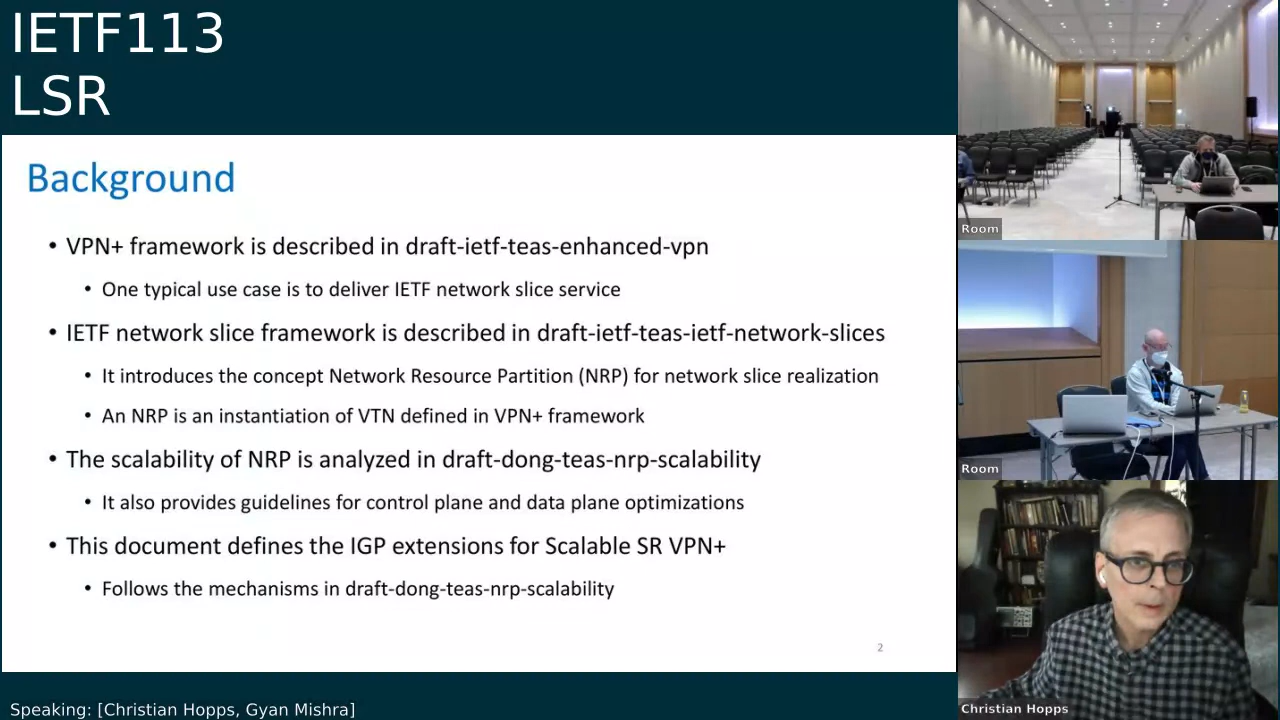 IETF113
LSR
Background
• VPN+ framework is described in draft-ietf-teas-enhanced-vpn
• One typical use case is to deliver IETF network slice service
• IETF network slice framework is described in draft-ietf-teas-ietf-network-slices
• It introduces the concept Network Resource Partition (NRP) for network slice realization
• An NRP is an instantiation of VTN defined in VPN+ framework
• The scalability of NRP is analyzed in draft-dong-teas-nrp-scalability
• It also provides guidelines for control plane and data plane optimizations
• This document defines the IGP extensions for Scalable SR VPN+
• Follows the mechanisms in draft-dong-teas-nrp-scalability
2
Speaking: [Christian Hopps, Gyan Mishra]
Room
Room
Christian Hopps